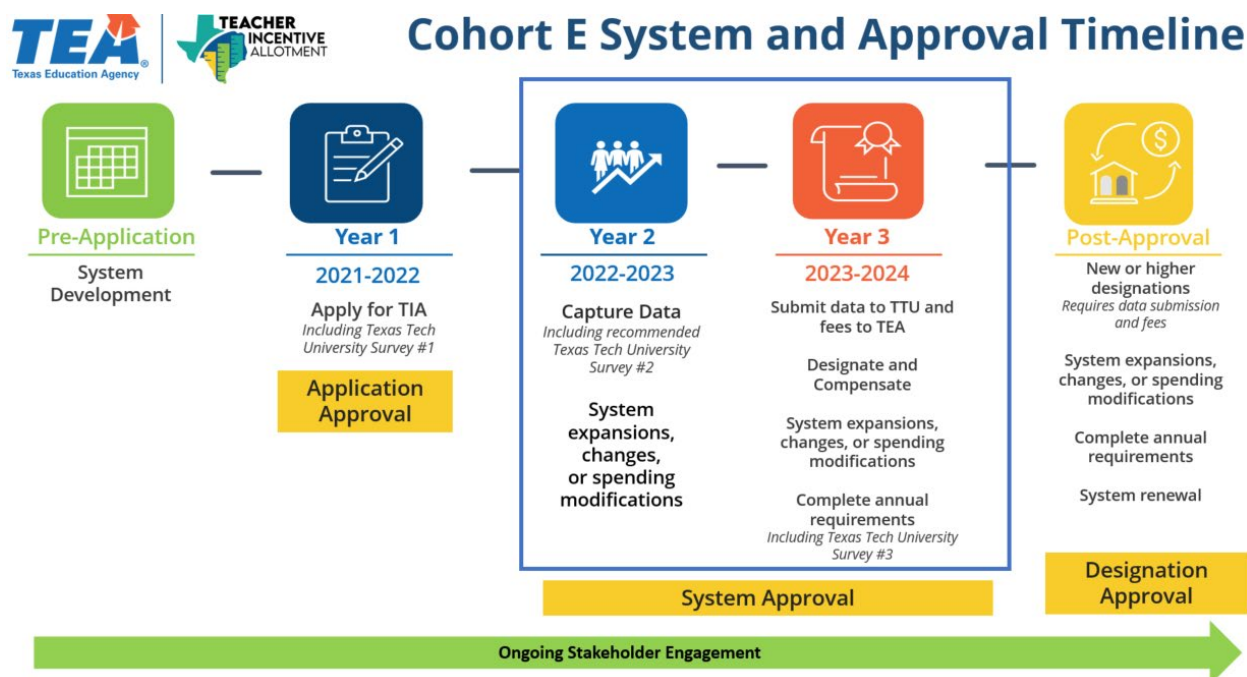 TEA
Texas Education Agency
TEACHER
INCENTIVE
ALLOTMENT
Cohort E System and Approval Timeline
Pre-Application
System
Development
Year 1
2021-2022
Apply for TIA
Including Texas Tech
University Survey #1
Application
Approval
Year 2
2022-2023
Capture Data
Including recommended
Texas Tech University
Survey #2
System
expansions,
changes,
or spending
modifications
Year 3
2023-2024
Submit data to TTU and
fees to TEA
Designate and
Compensate
System expansions,
changes, or spending
modifications
Complete annual
requirements
Including Texas Tech University
Survey #3
System Approval
Post-Approval
New or higher
designations
Requires data submission
and fees
System expansions,
changes, or spending
modifications
Complete annual
requirements
System renewal
Designation
Approval
Ongoing Stakeholder Engagement